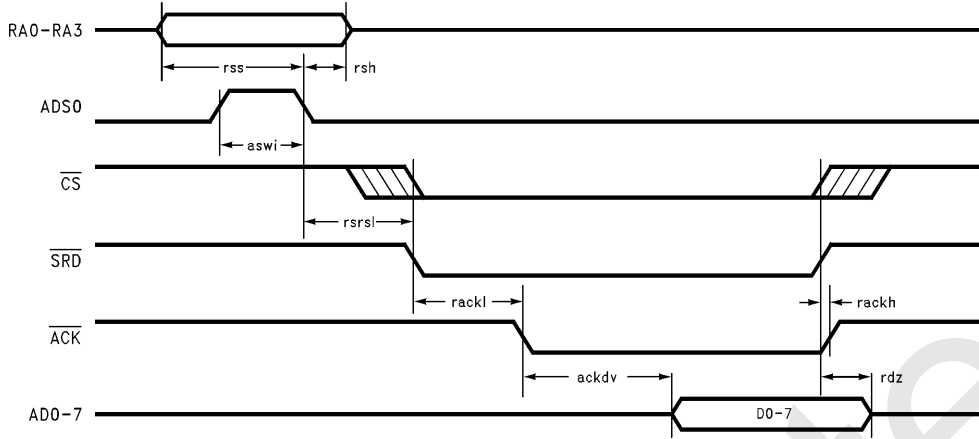 RA0-RA3
rss
rsh
ADS0
aswi
CS
rsrsl
SRD
rackl
rackh
ACK
ackdv
rdz
AD0-7
D0-7